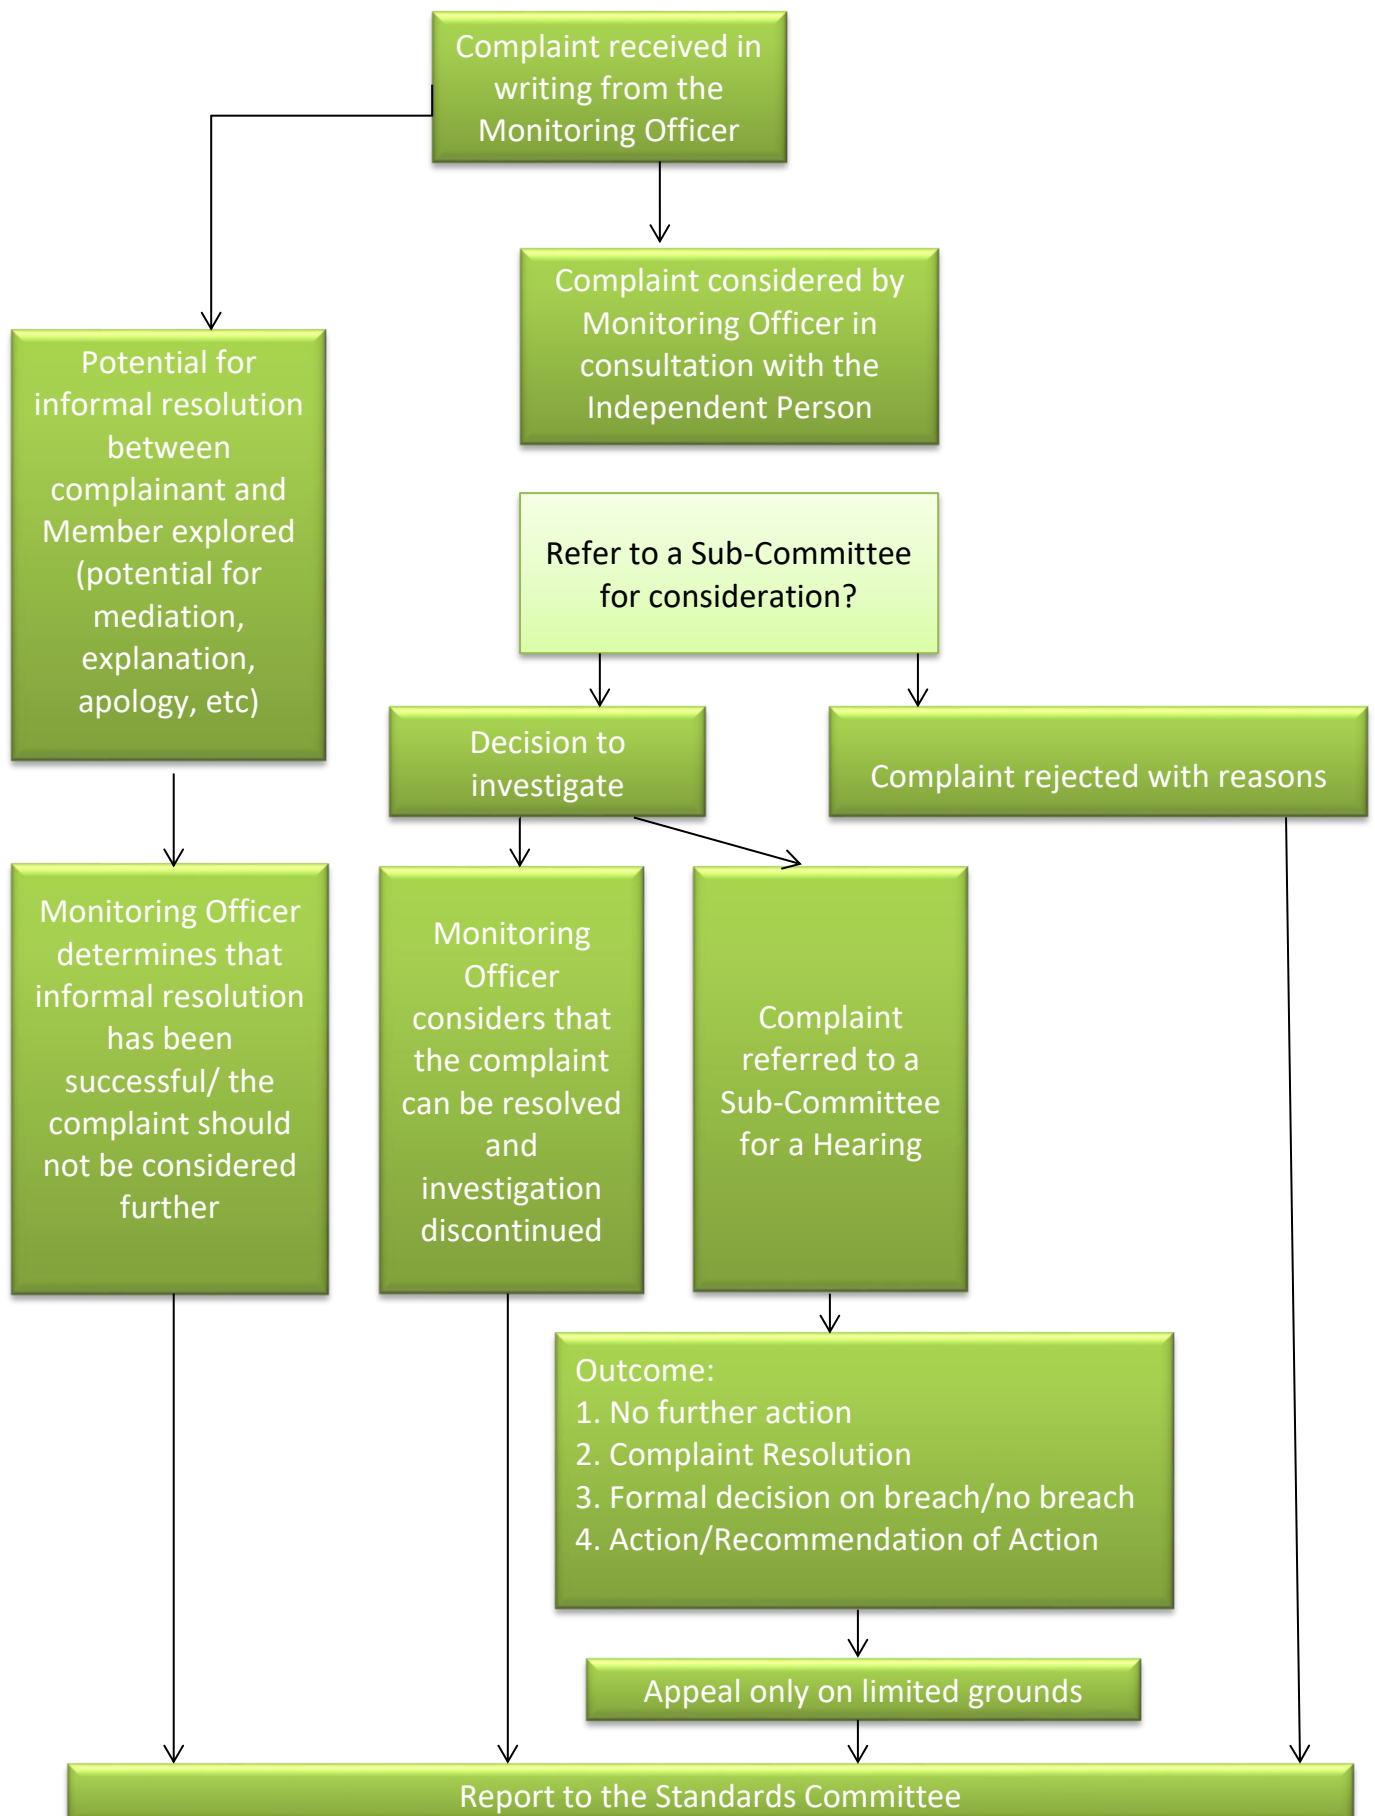 Complaint received in
writing from the
Monitoring Officer
Complaint considered by
Monitoring Officer in
consultation with the
Independent Person
Potential for
informal resolution
between
complainant and
Member explored
(potential for
mediation,
explanation,
apology, etc)
Refer to a Sub-Committee
for consideration?
Decision to
investigate
Complaint rejected with reasons
Monitoring Officer
determines that
informal resolution
has been
successful/ the
complaint should
not be considered
further
Monitoring
Officer
considers that
the complaint
can be resolved
and
investigation
discontinued
Complaint
referred to a
Sub-Committee
for a Hearing
Outcome:
1. No further action
2. Complaint Resolution
3. Formal decision on breach/no breach
4. Action/Recommendation of Action
Appeal only on limited grounds
Report to the Standards Committee